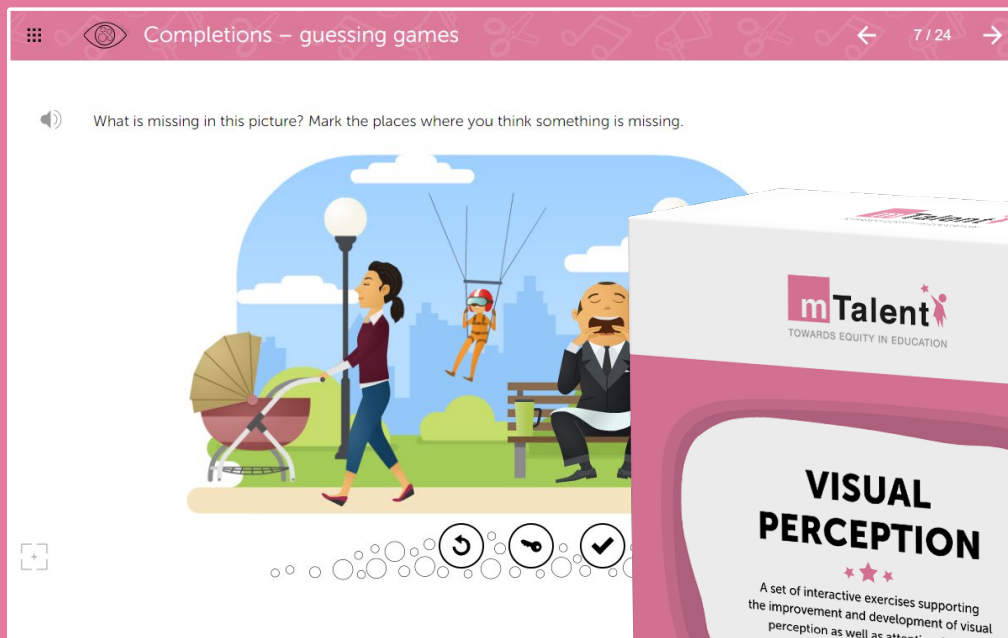 Completions – guessing games
7 / 24
What is missing in this picture? Mark the places where you think something is missing.
mTalent
mTalent
TOWARDS EQUITY IN EDUCATION
VISUAL
PERCEPTION
A set of interactive exercises supporting
the improvement and development of visual
perception as well as